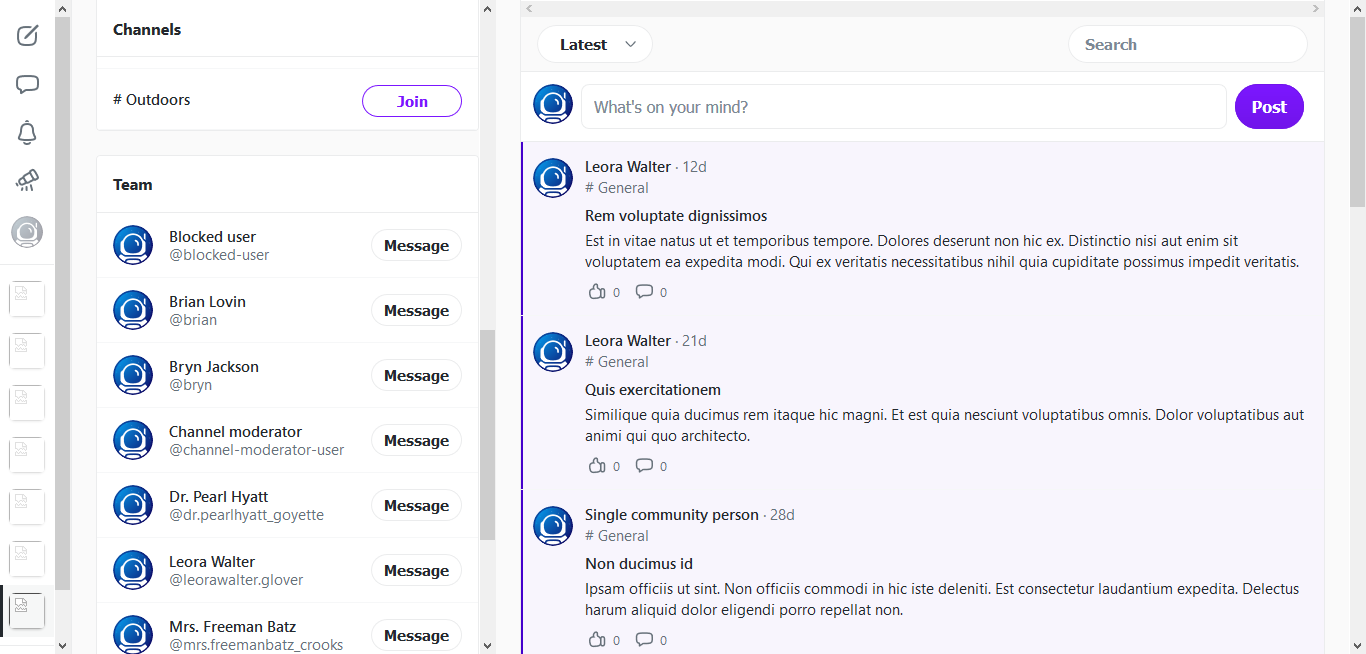 Channels
# Outdoors
Join
Team
Blocked user
@blocked-user
Message
Brian Lovin
@brian
Message
Bryn Jackson
@bryn
Message
Channel moderator
@channel-moderator-user
Message
Dr. Pearl Hyatt
@dr.pearlhyatt_goyette
Message
Leora Walter
@leorawalter.glover
Message
Mrs. Freeman Batz
@mrs.freemanbatz_crooks
Message
Latest
Search
What's on your mind?
Post
Leora Walter · 12d
# General
Rem voluptate dignissimos
Est in vitae natus ut et temporibus tempore. Dolores deserunt non hic ex. Distinctio nisi aut enim sit
voluptatem ea expedita modi. Qui ex veritatis necessitatibus nihil quia cupiditate possimus impedit veritatis.
0 0
Leora Walter · 21d
# General
Quis exercitationem
Similique quia ducimus rem itaque hic magni. Et est quia nesciunt voluptatibus omnis. Dolor voluptatibus aut
animi qui quo architecto.
0 0
Single community person · 28d
# General
Non ducimus id
Ipsam officiis ut sint. Non officiis commodi in hic iste deleniti. Est consectetur laudantium expedita. Delectus
harum aliquid dolor eligendi porro repellat non.
0 0